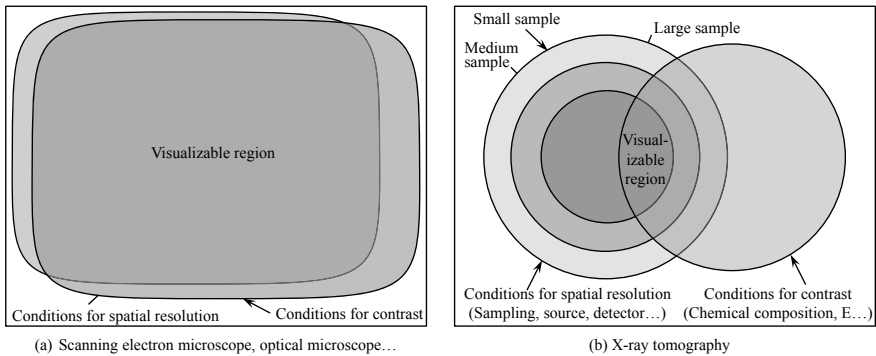 Visualizable region
Conditions for spatial resolution
Conditions for contrast
(a) Scanning electron microscope, optical microscope…
Small sample
Large sample
Medium
sample
Visual-
izable
region
Conditions for spatial resolution
(Sampling, source, detector…)
Conditions for contrast
(Chemical composition, E…)
(b) X-ray tomography